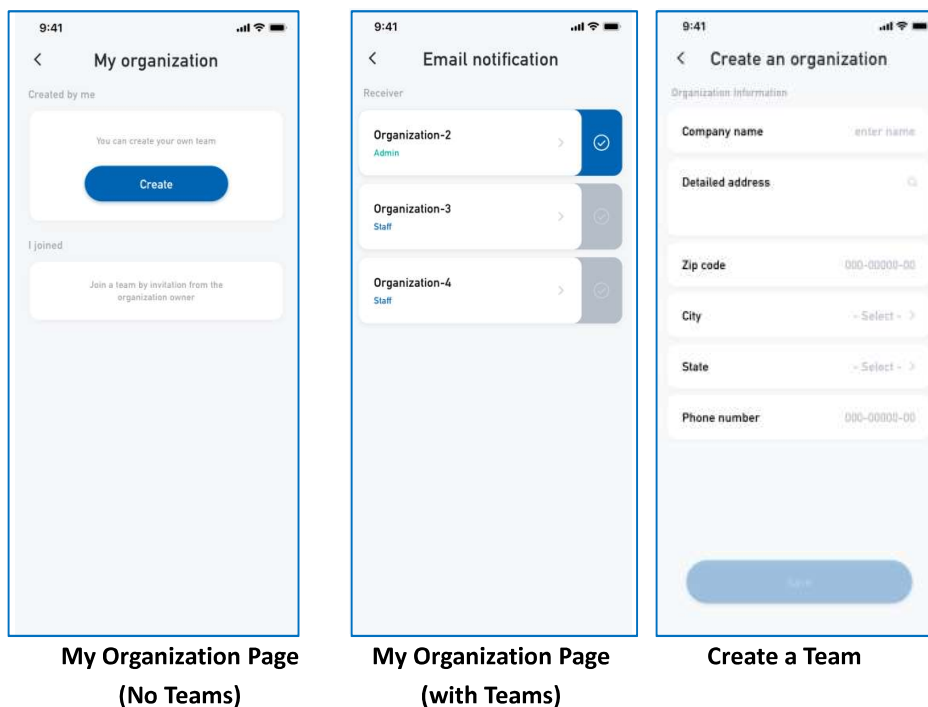 9:41
My organization
Created by me
You can create your own team
Create
I joined
Join a team by invitation from the
organization owner
My Organization Page
(No Teams)
9:41
Email notification
Receiver
Organization-2
Admin
Organization-3
Staff
Organization-4
Staff
My Organization Page
(with Teams)
9:41
Create an organization
Organization information
Company name
enter name
Detailed address
Zip code
000-00000-00
City
- Select -
State
- Select -
Phone number
000-00000-00
Save
Create a Team